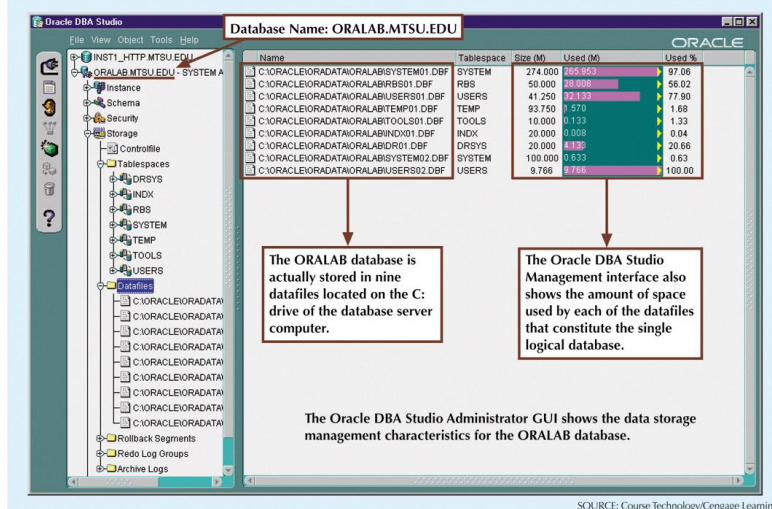 Oracle DBA Studio
Database Name: ORALAB.MTSU.EDU
File View Object Tools Help
ORACLE
INST1_HTTP.MTSU.EDU
ORALAB.MTSU.EDU - SYSTEM A
Instance
Schema
Security
Storage
Controlfile
Tablespaces
DRSYS
INDX
RBS
SYSTEM
TEMP
TOOLS
USERS
Datafiles
C:\ORACLE\ORADATA\
C:\ORACLE\ORADATA\
C:\ORACLE\ORADATA\
C:\ORACLE\ORADATA\
C:\ORACLE\ORADATA\
C:\ORACLE\ORADATA\
C:\ORACLE\ORADATA\
C:\ORACLE\ORADATA\
C:\ORACLE\ORADATA\
Rollback Segments
Redo Log Groups
Archive Logs
Name Tablespace Size (M) Used (M) Used %
C:\ORACLE\ORADATA\ORALAB\SYSTEM01.DBF SYSTEM 274.000 265.953 97.06
C:\ORACLE\ORADATA\ORALAB\RBS01.DBF RBS 50.000 28.008 56.02
C:\ORACLE\ORADATA\ORALAB\USERS01.DBF USERS 41.250 32.133 77.90
C:\ORACLE\ORADATA\ORALAB\TEMP01.DBF TEMP 93.750 1.570 1.68
C:\ORACLE\ORADATA\ORALAB\TOOLS01.DBF TOOLS 10.000 0.133 1.33
C:\ORACLE\ORADATA\ORALAB\INDX01.DBF INDX 20.000 0.008 0.04
C:\ORACLE\ORADATA\ORALAB\DR01.DBF DRSYS 20.000 4.133 20.66
C:\ORACLE\ORADATA\ORALAB\SYSTEM02.DBF SYSTEM 100.000 0.633 0.63
C:\ORACLE\ORADATA\ORALAB\USERS02.DBF USERS 9.766 9.766 100.00
The ORALAB database is
actually stored in nine
datafiles located on the C:
drive of the database server
computer.
The Oracle DBA Studio
Management interface also
shows the amount of space
used by each of the datafiles
that constitute the single
logical database.
The Oracle DBA Studio Administrator GUI shows the data storage
management characteristics for the ORALAB database.
SOURCE: Course Technology/Cengage Learning